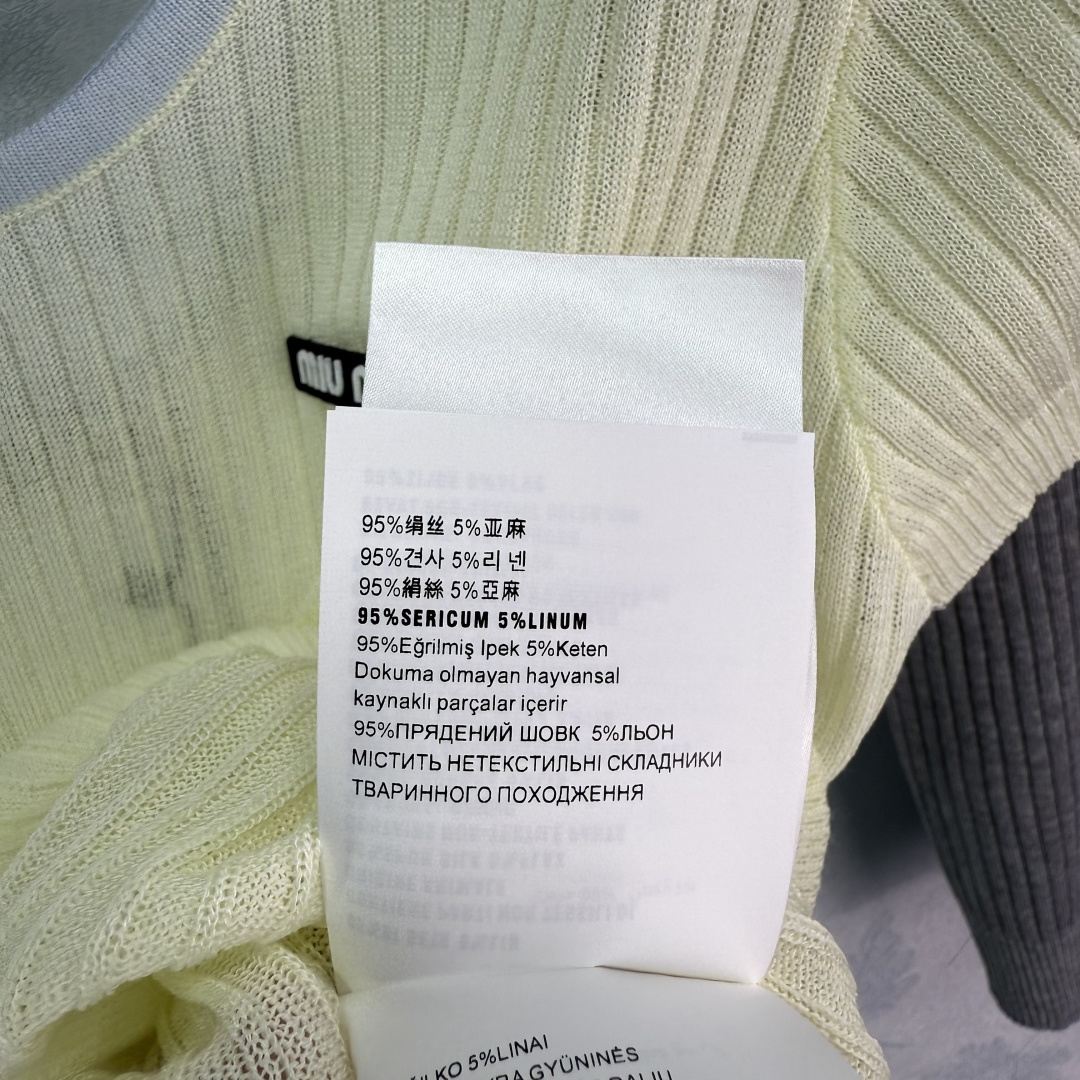 MIU
95%绢丝 5%亚麻
95%견사 5%리 넨
95%絹絲 5%亞麻
95%SERICUM 5%LINUM
95%Eğrilmiş Ipek 5%Keten
Dokuma olmayan hayvansal
kaynaklı parçalar içerir
95%ПРЯДЕНИЙ ШОВК 5%ЛЬОН
МІСТИТЬ НЕТЕКСТИЛЬНІ СКЛАДНИКИ
ТВАРИННОГО ПОХОДЖЕННЯ
5%LINAI
GYŪNINĖS